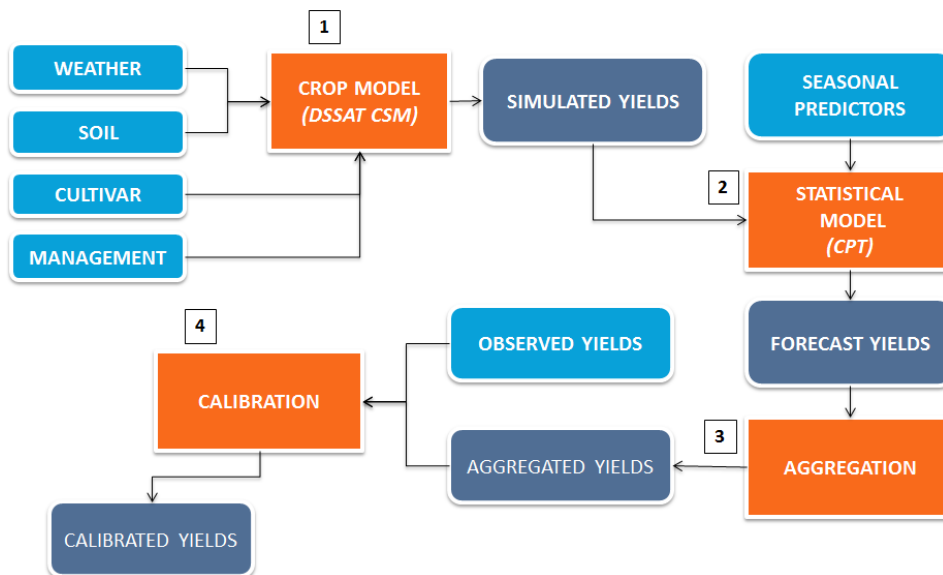 1
WEATHER
SOIL
CULTIVAR
MANAGEMENT
CROP MODEL
(DSSAT CSM)
SIMULATED YIELDS
SEASONAL
PREDICTORS
2
STATISTICAL
MODEL
(CPT)
FORECAST YIELDS
3
AGGREGATION
OBSERVED YIELDS
AGGREGATED YIELDS
4
CALIBRATION
CALIBRATED YIELDS